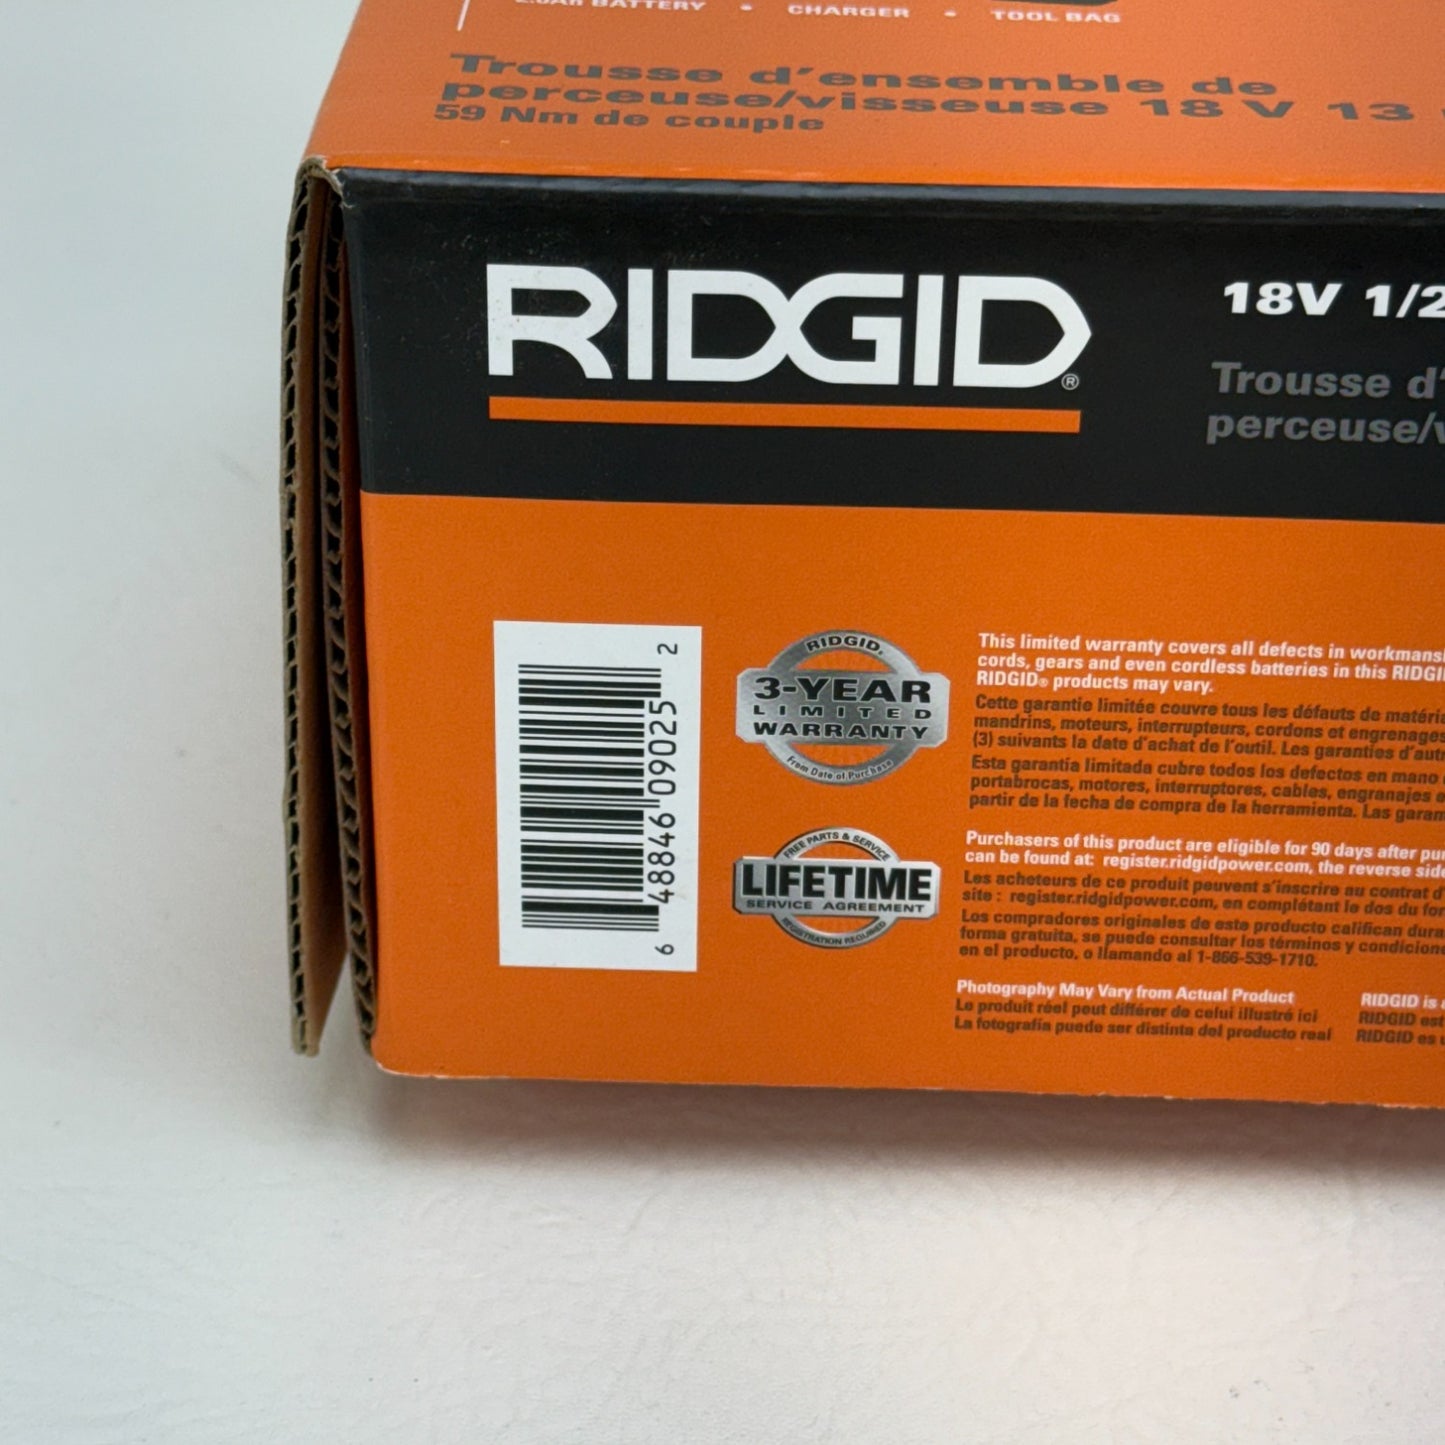 2.0Ah BATTERY • CHARGER • TOOL BAG
Trousse d'ensemble de
perceuse/visseuse 18 V 13
59 Nm de couple
RIDGID®
18V 1/2
Trousse d'
perceuse/v
6 48846 09025 2
RIDGID®
3-YEAR
LIMITED
WARRANTY
From Date of Purchase
FREE PARTS & SERVICE
LIFETIME
SERVICE AGREEMENT
REGISTRATION REQUIRED
This limited warranty covers all defects in workmans
cords, gears and even cordless batteries in this RIDGI
RIDGID® products may vary.
Cette garantie limitée couvre tous les défauts de matéri
mandrins, moteurs, interrupteurs, cordons et engrenages
(3) suivants la date d'achat de l'outil. Les garanties d'aut
Esta garantía limitada cubre todos los defectos en mano
portabrocas, motores, interruptores, cables, engranajes
partir de la fecha de compra de la herramienta. Las garan
Purchasers of this product are eligible for 90 days after pur
can be found at: register.ridgidpower.com, the reverse side
Les acheteurs de ce produit peuvent s'inscrire au contrat d'
site : register.ridgidpower.com, en complétant le dos du for
Los compradores originales de este producto califican dura
forma gratuita, se puede consultar los términos y condicione
en el producto, o llamando al 1-866-539-1710.
Photography May Vary from Actual Product
Le produit réel peut différer de celui illustré ici
La fotografía puede ser distinta del producto real
RIDGID is
RIDGID est
RIDGID es